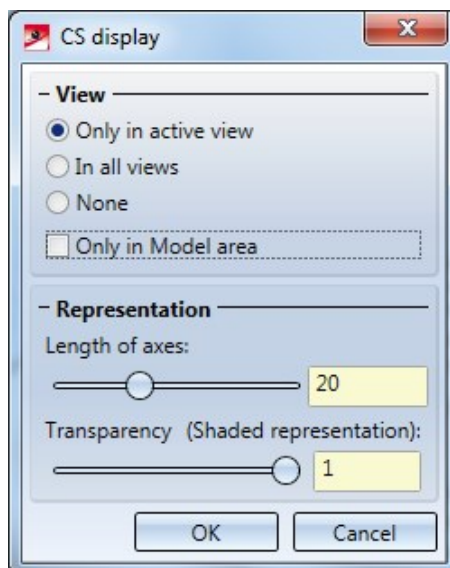 CS display
View
Only in active view
In all views
None
Only in Model area
Representation
Length of axes:
20
Transparency (Shaded representation):
1
OK Cancel